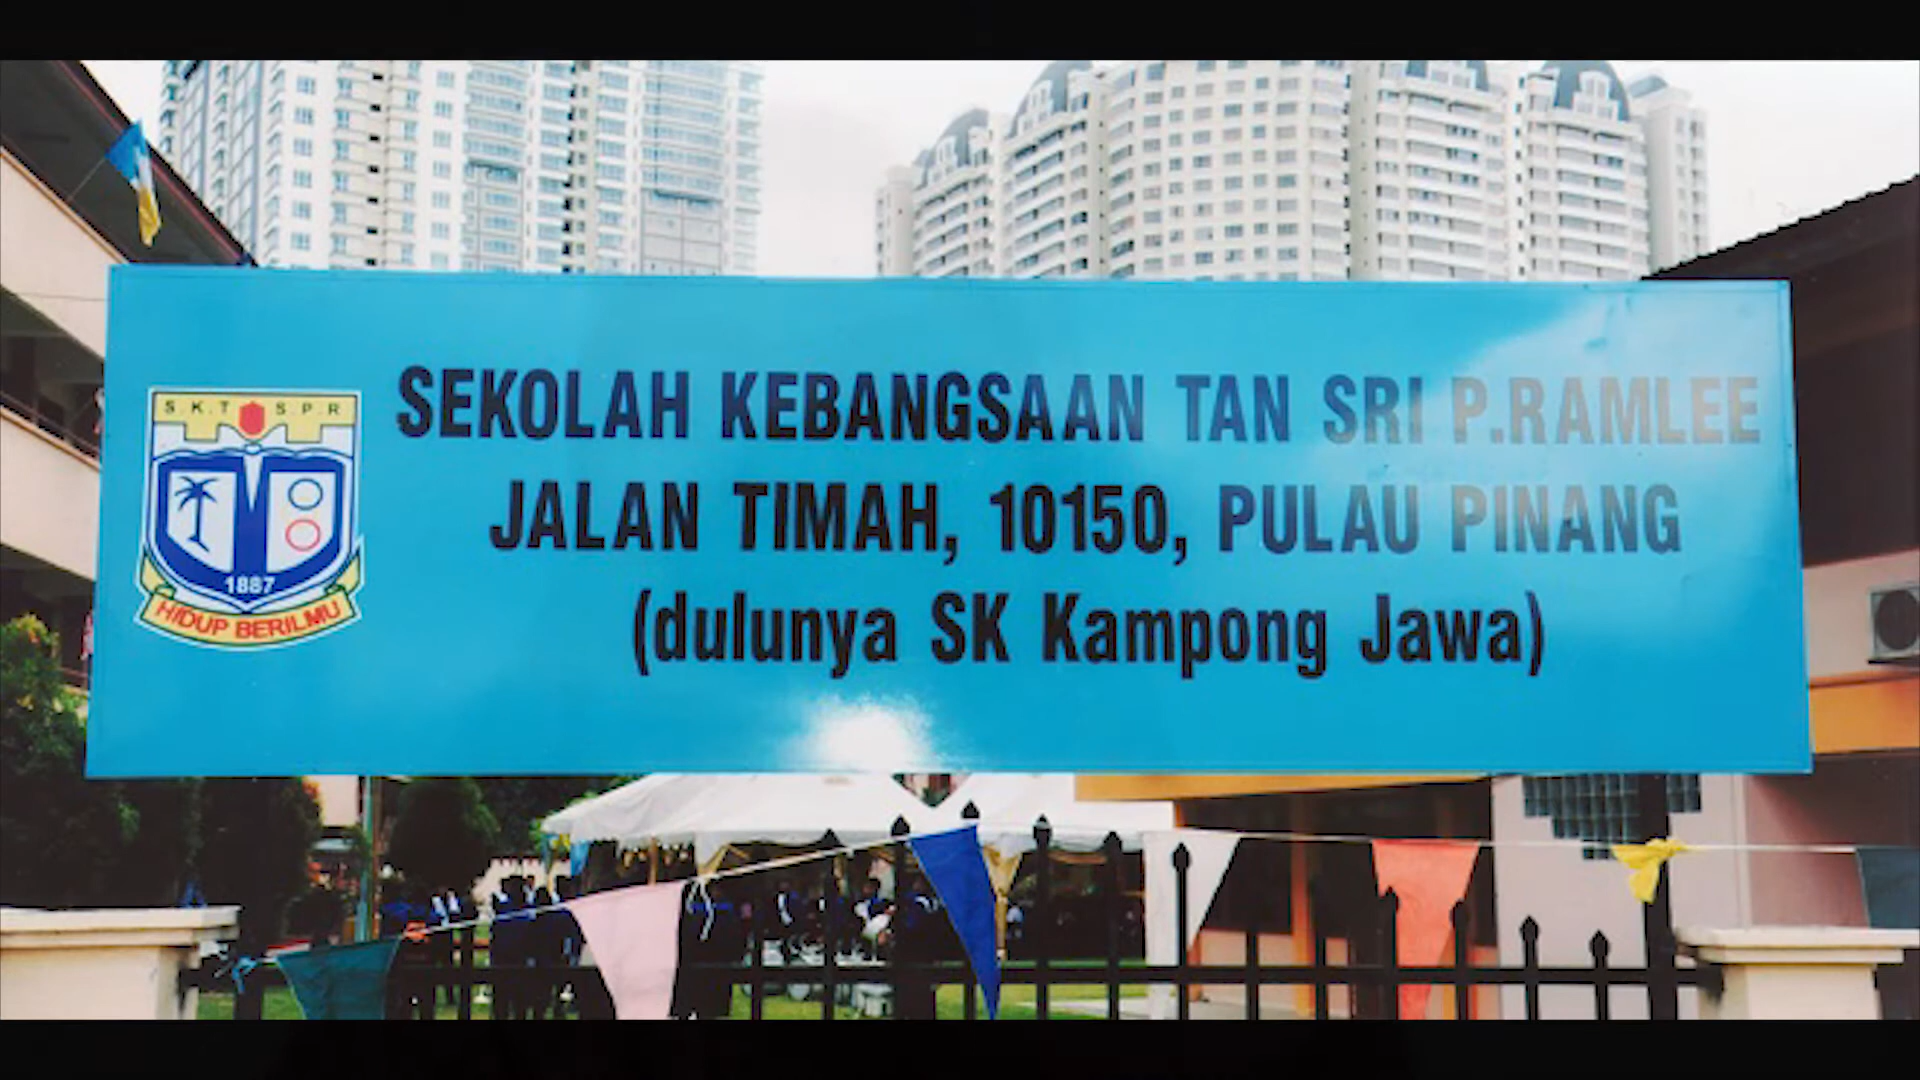 SEKOLAH KEBANGSAAN TAN SRI P.RAMLEE
JALAN TIMAH, 10150, PULAU PINANG
(dulunya SK Kampong Jawa)
S.K.T S.P.R
1887
HIDUP BERILMU